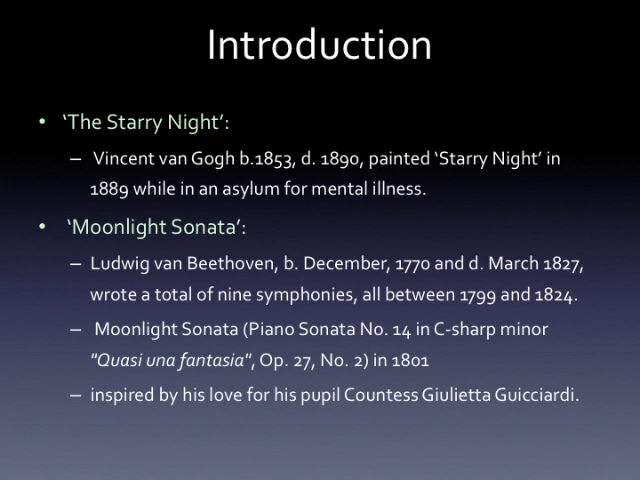 Introduction
• ‘The Starry Night’:
– Vincent van Gogh b.1853, d. 1890, painted ‘Starry Night’ in
1889 while in an asylum for mental illness.
• ‘Moonlight Sonata’:
– Ludwig van Beethoven, b. December, 1770 and d. March 1827,
wrote a total of nine symphonies, all between 1799 and 1824.
– Moonlight Sonata (Piano Sonata No. 14 in C-sharp minor
"Quasi una fantasia", Op. 27, No. 2) in 1801
– inspired by his love for his pupil Countess Giulietta Guicciardi.